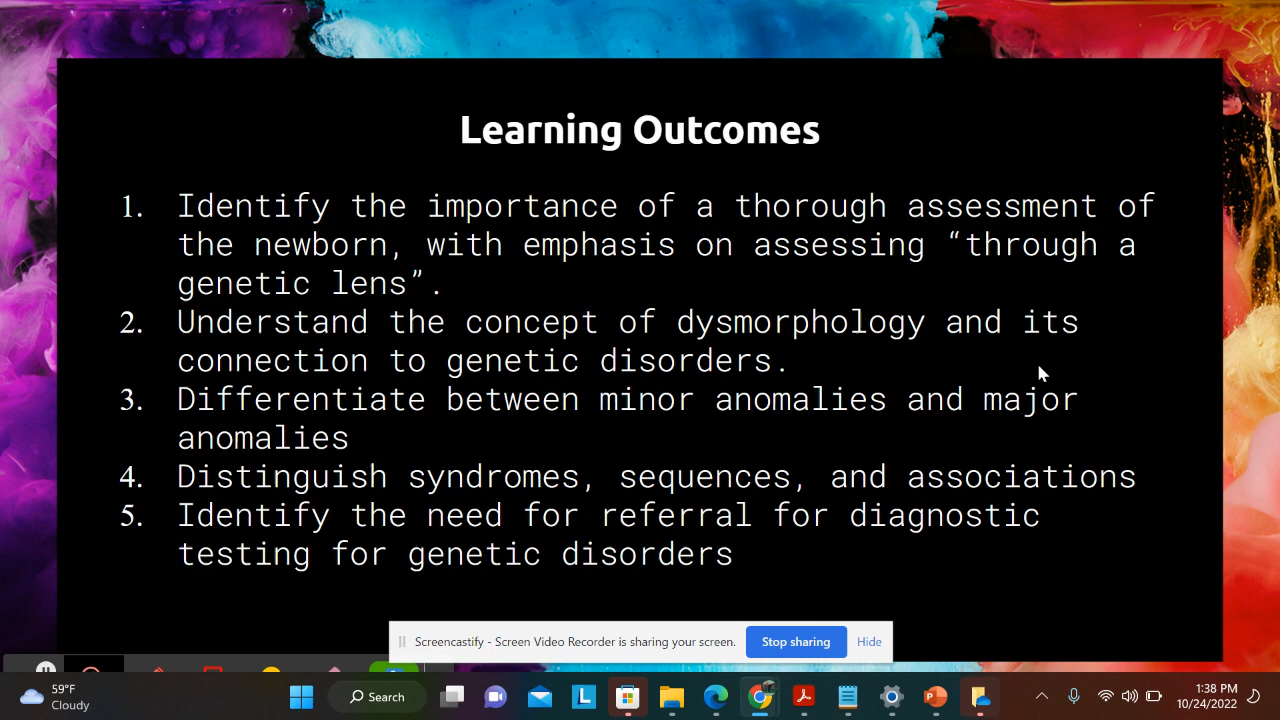 Learning Outcomes
1. Identify the importance of a thorough assessment of
the newborn, with emphasis on assessing “through a
genetic lens”.
2. Understand the concept of dysmorphology and its
connection to genetic disorders.
3. Differentiate between minor anomalies and major
anomalies
4. Distinguish syndromes, sequences, and associations
5. Identify the need for referral for diagnostic
testing for genetic disorders
Screencastify - Screen Video Recorder is sharing your screen.
Stop sharing
Hide
59°F
Cloudy
Search
L
1:38 PM
10/24/2022